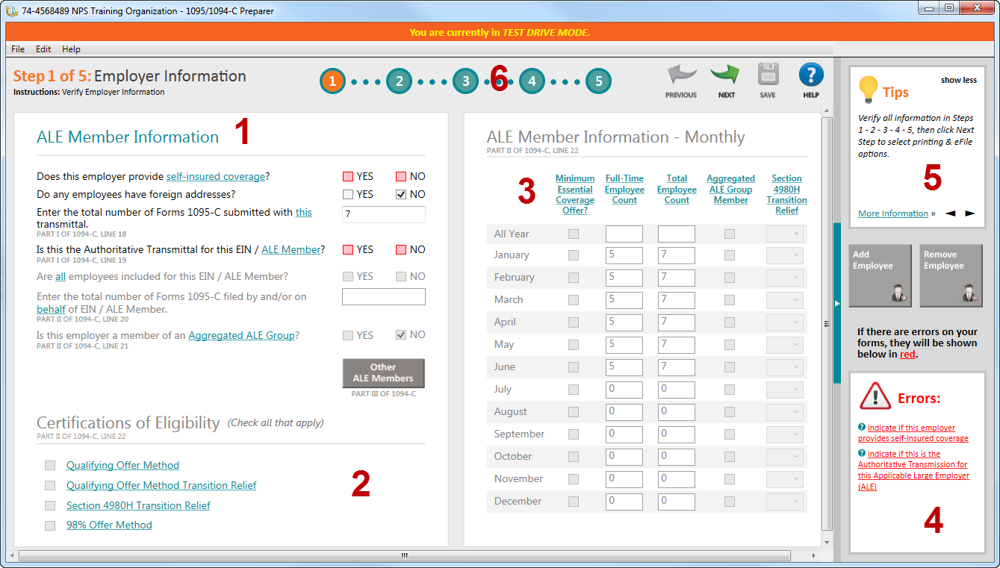 74-4568489 NPS Training Organization - 1095/1094-C Preparer
You are currently in TEST DRIVE MODE.
File Edit Help
Step 1 of 5: Employer Information
Instructions: Verify Employer Information
1 2 3 4 5
6
PREVIOUS NEXT SAVE HELP
ALE Member Information
1
Does this employer provide self-insured coverage? YES NO
Do any employees have foreign addresses? YES NO
Enter the total number of Forms 1095-C submitted with this
transmittal.
7
PART I OF 1094-C, LINE 18
Is this the Authoritative Transmittal for this EIN / ALE Member? YES NO
PART I OF 1094-C, LINE 19
Are all employees included for this EIN / ALE Member? YES NO
Enter the total number of Forms 1095-C filed by and/or on
behalf of EIN / ALE Member.
PART II OF 1094-C, LINE 20
Is this employer a member of an Aggregated ALE Group? YES NO
PART II OF 1094-C, LINE 21
Other
ALE Members
PART III OF 1094-C
Certifications of Eligibility (Check all that apply)
PART II OF 1094-C, LINE 22
Qualifying Offer Method
Qualifying Offer Method Transition Relief
Section 4980H Transition Relief
98% Offer Method
2
ALE Member Information - Monthly
PART II OF 1094-C, LINE 22
3
Minimum
Essential
Coverage
Offer?
Full-Time
Employee
Count
Total
Employee
Count
Aggregated
ALE Group
Member
Section
4980H
Transition
Relief
All Year
January 5 7
February 5 7
March 5 7
April 5 7
May 5 7
June 5 7
July 0 0
August 0 0
September 0 0
October 0 0
November 0 0
December 0 0
show less
Tips
Verify all information in Steps
1 - 2 - 3 - 4 - 5, then click Next
Step to select printing & eFile
options.
5
More Information »
Add
Employee
Remove
Employee
If there are errors on your
forms, they will be shown
below in red.
Errors:
? Indicate if this employer
provides self-insured coverage
? Indicate if this is the
Authoritative Transmission for
this Applicable Large Employer
(ALE)
4